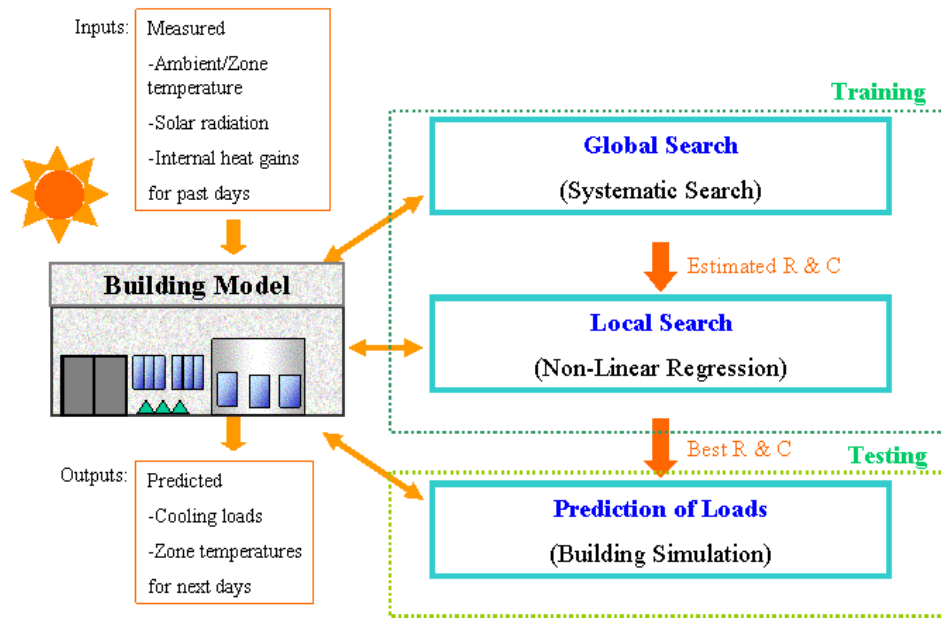 Inputs:
Measured
-Ambient/Zone
temperature
-Solar radiation
-Internal heat gains
for past days
Building Model
Outputs:
Predicted
-Cooling loads
-Zone temperatures
for next days
Training
Global Search
(Systematic Search)
Estimated R & C
Local Search
(Non-Linear Regression)
Best R & C
Testing
Prediction of Loads
(Building Simulation)